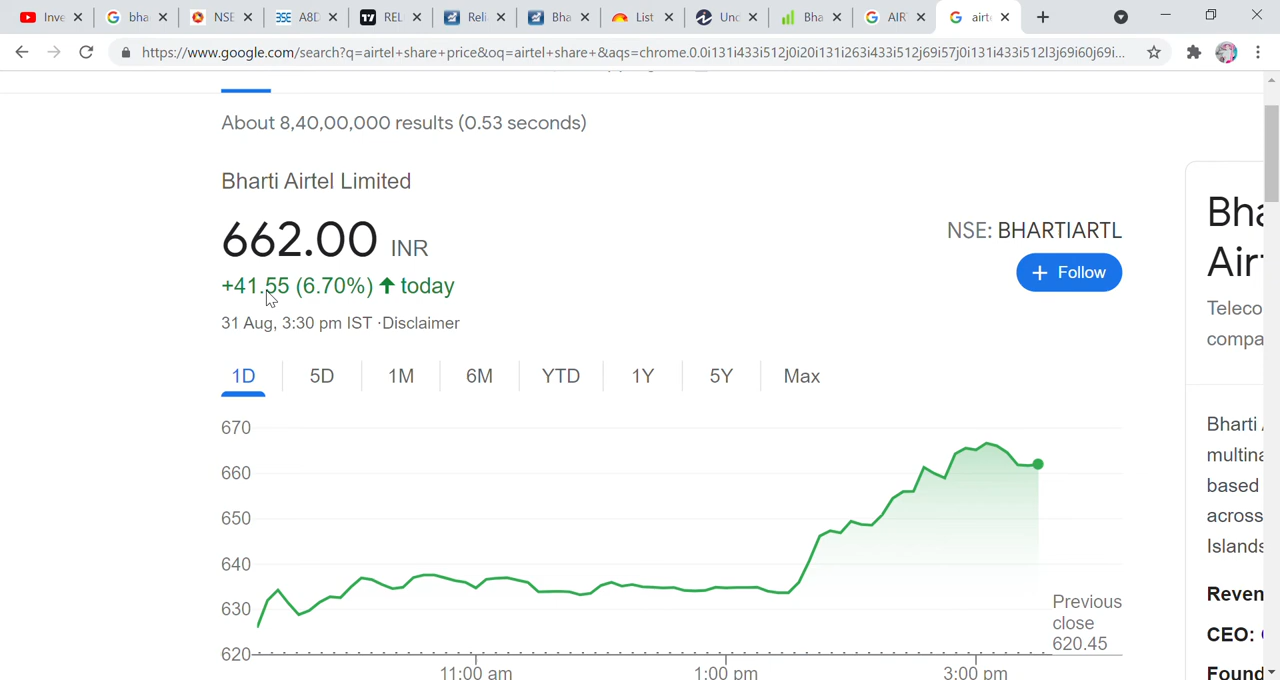 Inve
bha
NSE
A8D
REL
Reli
Bha
List
Unc
Bha
AIR
airt
https://www.google.com/search?q=airtel+share+price&oq=airtel+share+&aqs=chrome.0.0i131i433i512j0i20i131i263i433i512j69i57j0i131i433i512l3j69i60j69i...
About 8,40,00,000 results (0.53 seconds)
Bharti Airtel Limited
662.00 INR
+41.55 (6.70%) ↑ today
31 Aug, 3:30 pm IST ·Disclaimer
NSE: BHARTIARTL
+ Follow
1D 5D 1M 6M YTD 1Y 5Y Max
670
660
650
640
630
620
Previous
close
620.45
11:00 am 1:00 pm 3:00 pm
Bha
Air
Teleco
compa
Bharti
multina
based
across
Islands
Reven
CEO:
Found